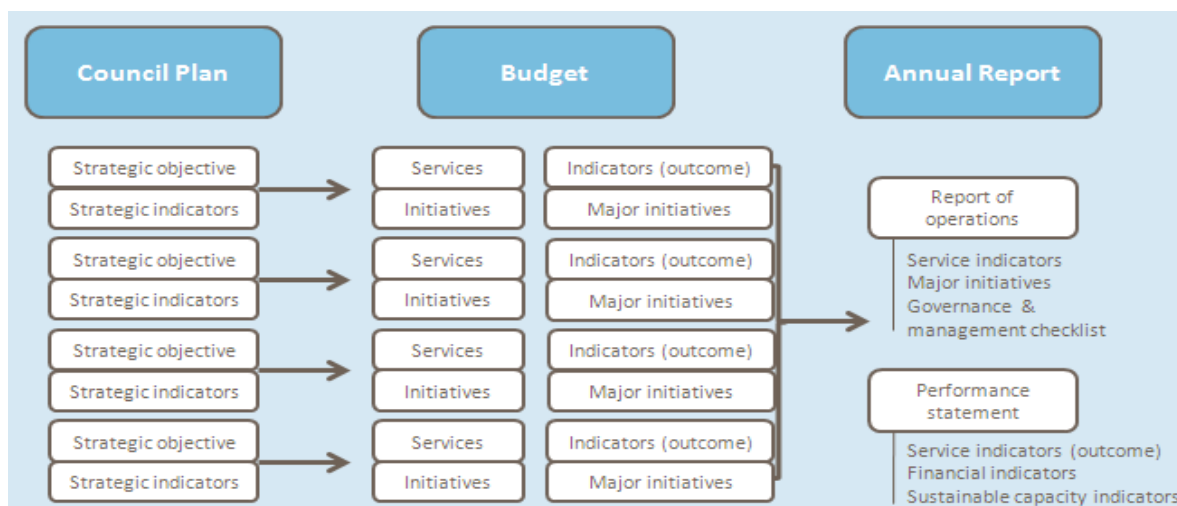 Council Plan
Budget
Annual Report
Strategic objective
Strategic indicators
Strategic objective
Strategic indicators
Strategic objective
Strategic indicators
Strategic objective
Strategic indicators
Services
Initiatives
Services
Initiatives
Services
Initiatives
Services
Initiatives
Indicators (outcome)
Major initiatives
Indicators (outcome)
Major initiatives
Indicators (outcome)
Major initiatives
Indicators (outcome)
Major initiatives
Report of
operations
Service indicators
Major initiatives
Governance &
management checklist
Performance
statement
Service indicators (outcome)
Financial indicators
Sustainable capacity indicators